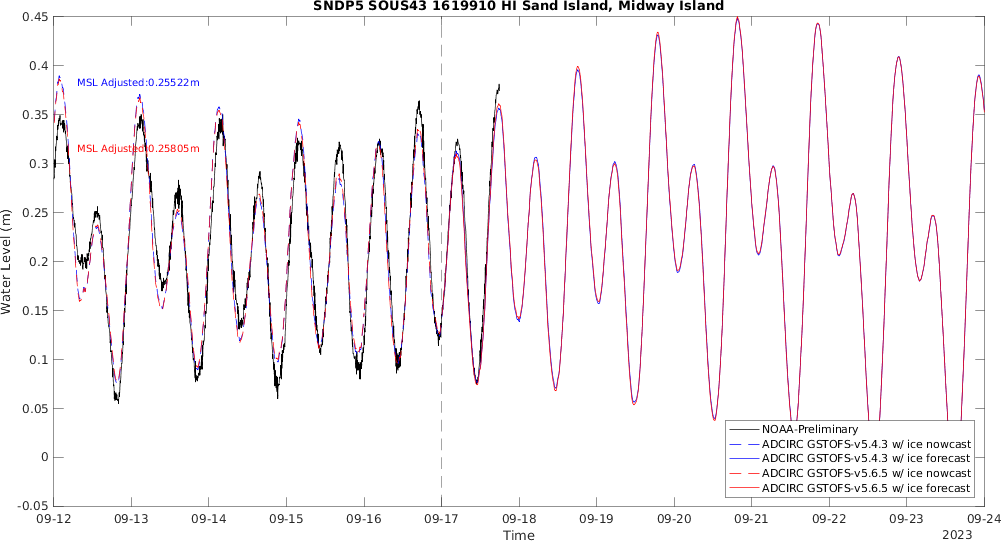 SNDP5 SOUS43 1619910 HI Sand Island, Midway Island
0.45
0.4
0.35
0.3
0.25
0.2
0.15
0.1
0.05
0
-0.05
Water Level (m)
MSL Adjusted:0.25522m
MSL Adjusted:0.25805m
NOAA-Preliminary
ADCIRC GSTOFS-v5.4.3 w/ ice nowcast
ADCIRC GSTOFS-v5.4.3 w/ ice forecast
ADCIRC GSTOFS-v5.6.5 w/ ice nowcast
ADCIRC GSTOFS-v5.6.5 w/ ice forecast
09-12 09-13 09-14 09-15 09-16 09-17 09-18 09-19 09-20 09-21 09-22 09-23 09-24
Time
2023